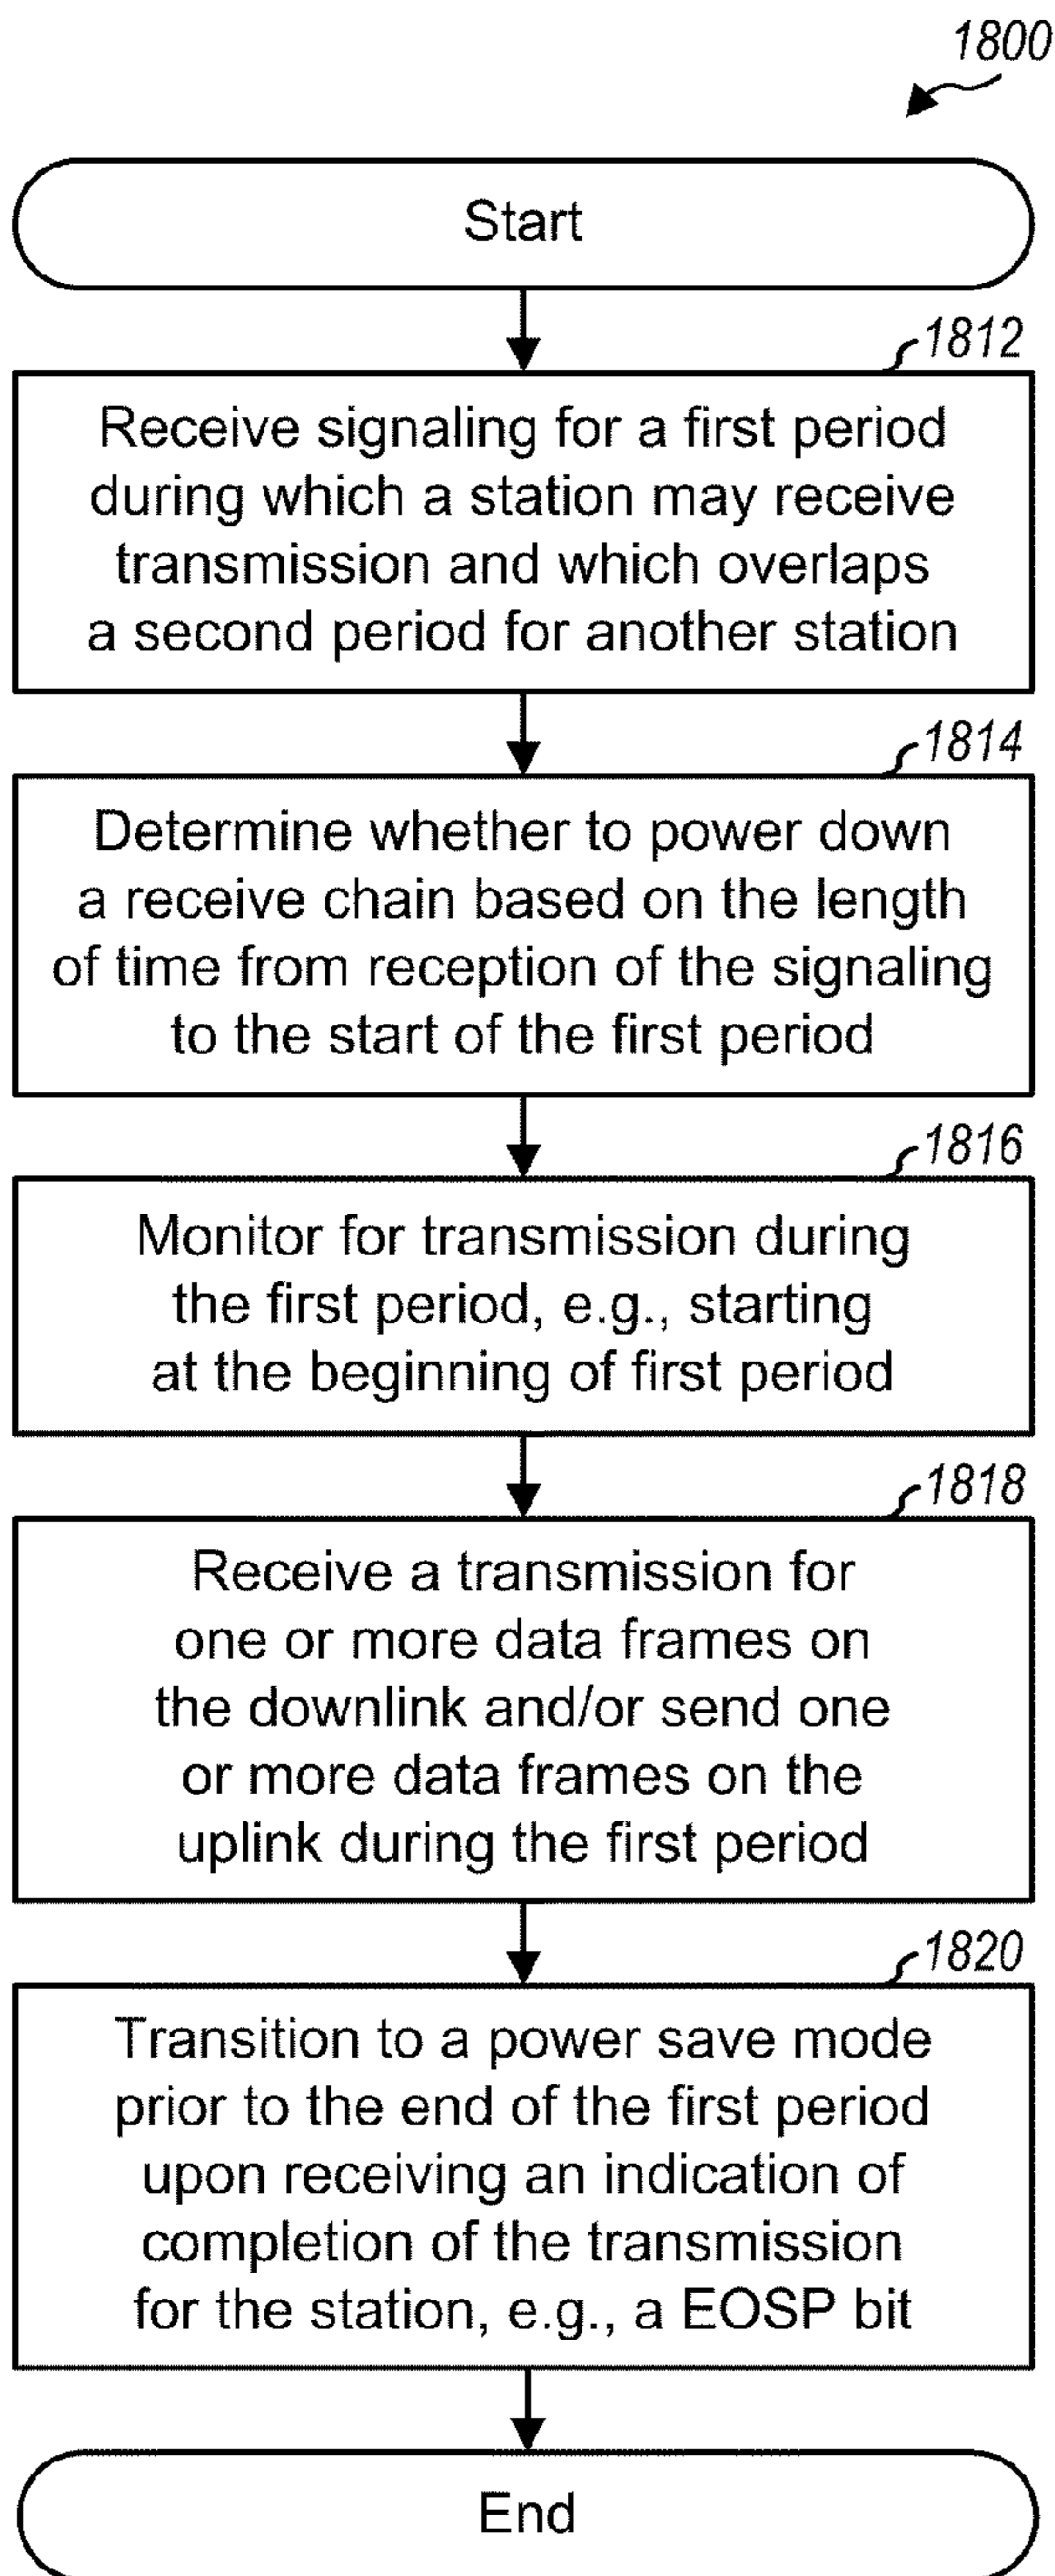 1800
Start
1812
Receive signaling for a first period
during which a station may receive
transmission and which overlaps
a second period for another station
1814
Determine whether to power down
a receive chain based on the length
of time from reception of the signaling
to the start of the first period
1816
Monitor for transmission during
the first period, e.g., starting
at the beginning of first period
1818
Receive a transmission for
one or more data frames on
the downlink and/or send one
or more data frames on the
uplink during the first period
1820
Transition to a power save mode
prior to the end of the first period
upon receiving an indication of
completion of the transmission
for the station, e.g., a EOSP bit
End